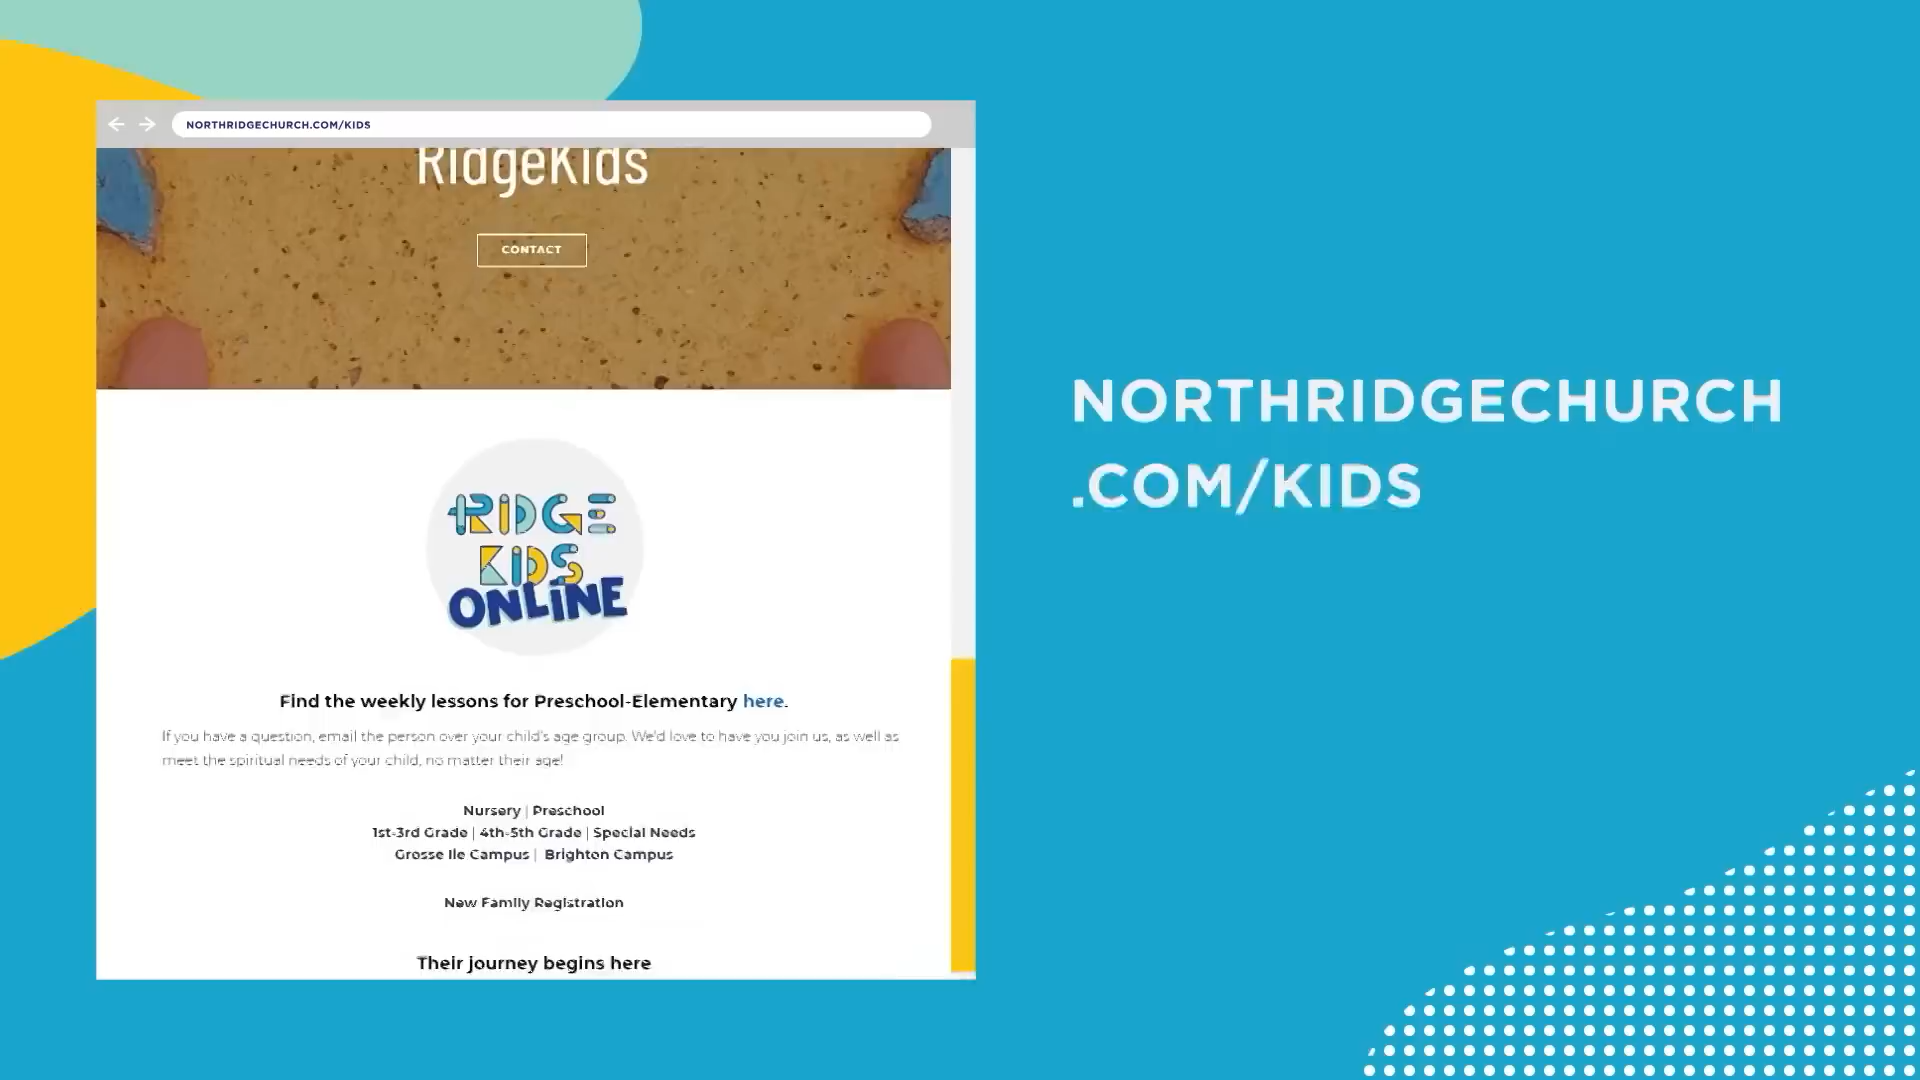 NORTHRIDGECHURCH.COM/KIDS
RidgeKids
CONTACT
RIDGE
KIDS
ONLINE
Find the weekly lessons for Preschool-Elementary here.
If you have a question, email the person over your child's age group. We'd love to have you join us, as well as
meet the spiritual needs of your child, no matter their age!
Nursery | Preschool
1st-3rd Grade | 4th-5th Grade | Special Needs
Grosse Ile Campus | Brighton Campus
New Family Registration
Their journey begins here
NORTHRIDGECHURCH
.COM/KIDS